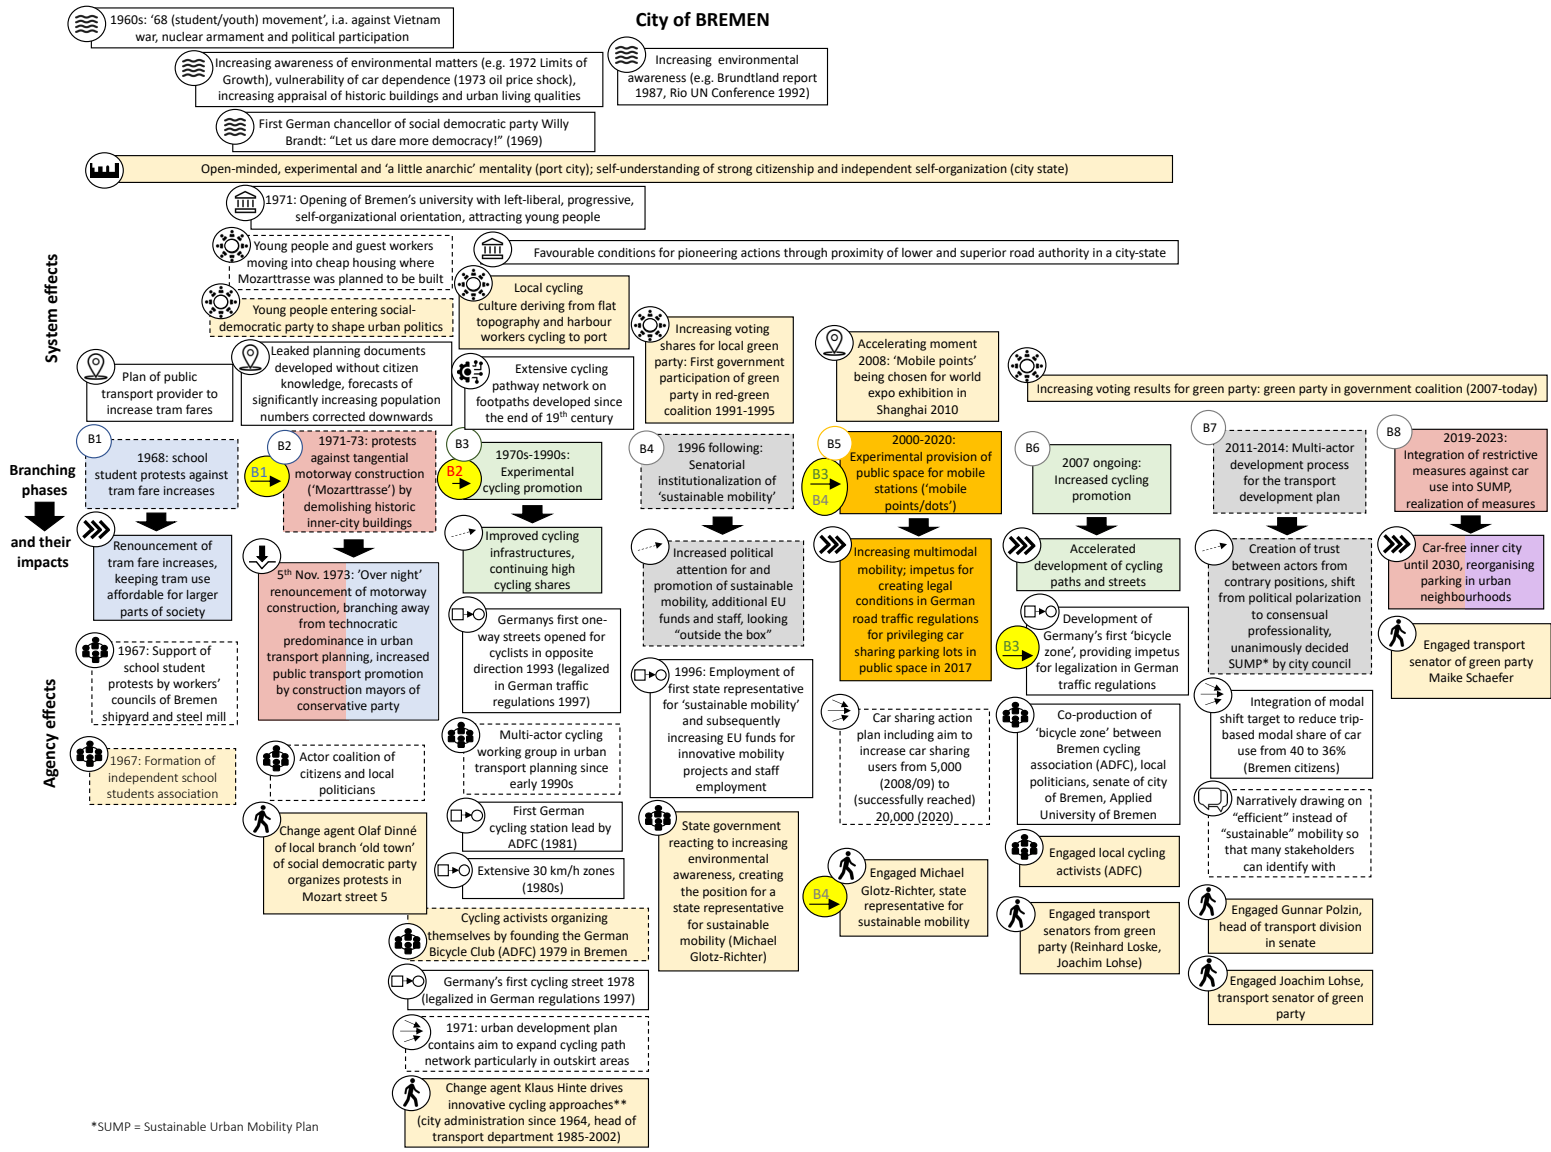 City of BREMEN
1960s: ‘68 (student/youth) movement’, i.a. against Vietnam
war, nuclear armament and political participation
Increasing awareness of environmental matters (e.g. 1972 Limits of
Growth), vulnerability of car dependence (1973 oil price shock),
increasing appraisal of historic buildings and urban living qualities
Increasing environmental
awareness (e.g. Brundtland report
1987, Rio UN Conference 1992)
First German chancellor of social democratic party Willy
Brandt: “Let us dare more democracy!” (1969)
Open-minded, experimental and ‘a little anarchic’ mentality (port city); self-understanding of strong citizenship and independent self-organization (city state)
1971: Opening of Bremen’s university with left-liberal, progressive,
self-organizational orientation, attracting young people
Young people and guest workers
moving into cheap housing where
Mozarttrasse was planned to be built
Favourable conditions for pioneering actions through proximity of lower and superior road authority in a city-state
System effects
Young people entering social-
democratic party to shape urban politics
Local cycling
culture deriving from flat
topography and harbour
workers cycling to port
Increasing voting
shares for local green
party: First government
participation of green
party in red-green
coalition 1991-1995
Accelerating moment
2008: ‘Mobile points’
being chosen for world
expo exhibition in
Shanghai 2010
Increasing voting results for green party: green party in government coalition (2007-today)
Plan of public
transport provider to
increase tram fares
Leaked planning documents
developed without citizen
knowledge, forecasts of
significantly increasing population
numbers corrected downwards
Extensive cycling
pathway network on
footpaths developed since
the end of 19th century
Branching
phases
and their
impacts
B1
1968: school
student protests against
tram fare increases
B1
B2
1971-73: protests
against tangential
motorway construction
(‘Mozarttrasse’) by
demolishing historic
inner-city buildings
B3
B2
1970s-1990s:
Experimental
cycling promotion
B4
1996 following:
Senatorial
institutionalization of
‘sustainable mobility’
B5
B3
B4
2000-2020:
Experimental provision of
public space for mobile
stations (‘mobile
points/dots’)
B6
2007 ongoing:
Increased cycling
promotion
B7
2011-2014: Multi-actor
development process
for the transport
development plan
B8
2019-2023:
Integration of restrictive
measures against car
use into SUMP,
realization of measures
Renouncement of
tram fare increases,
keeping tram use
affordable for larger
parts of society
5th Nov. 1973: ‘Over night’
renouncement of motorway
construction, branching away
from technocratic
predominance in urban
transport planning, increased
public transport promotion
by construction mayors of
conservative party
Improved cycling
infrastructures,
continuing high
cycling shares
Increased political
attention for and
promotion of sustainable
mobility, additional EU
funds and staff, looking
“outside the box”
Increasing multimodal
mobility; impetus for
creating legal
conditions in German
road traffic regulations
for privileging car
sharing parking lots in
public space in 2017
Accelerated
development of cycling
paths and streets
Creation of trust
between actors from
contrary positions, shift
from political polarization
to consensual
professionality,
unanimously decided
SUMP* by city council
Car-free inner city
until 2030, reorganising
parking in urban
neighbourhoods
Agency effects
1967: Support of
school student
protests by workers’
councils of Bremen
shipyard and steel mill
1967: Formation of
independent school
students association
Actor coalition of
citizens and local
politicians
Change agent Olaf Dinné
of local branch ‘old town’
of social democratic party
organizes protests in
Mozart street 5
Germanys first one-
way streets opened for
cyclists in opposite
direction 1993 (legalized
in German traffic
regulations 1997)
Multi-actor cycling
working group in urban
transport planning since
early 1990s
First German
cycling station lead by
ADFC (1981)
Extensive 30 km/h zones
(1980s)
Cycling activists organizing
themselves by founding the German
Bicycle Club (ADFC) 1979 in Bremen
Germany’s first cycling street 1978
(legalized in German regulations 1997)
1971: urban development plan
contains aim to expand cycling path
network particularly in outskirt areas
Change agent Klaus Hinte drives
innovative cycling approaches**
(city administration since 1964, head of
transport department 1985-2002)
1996: Employment of
first state representative
for ‘sustainable mobility’
and subsequently
increasing EU funds for
innovative mobility
projects and staff
employment
State government
reacting to increasing
environmental
awareness, creating
the position for a
state representative
for sustainable
mobility (Michael
Glotz-Richter)
Car sharing action
plan including aim to
increase car sharing
users from 5,000
(2008/09) to
(successfully reached)
20,000 (2020)
B4
Engaged Michael
Glotz-Richter, state
representative for
sustainable mobility
B3
Development of
Germany’s first ‘bicycle
zone’, providing impetus
for legalization in German
traffic regulations
Co-production of
‘bicycle zone’ between
Bremen cycling
association (ADFC), local
politicians, senate of city
of Bremen, Applied
University of Bremen
Engaged local cycling
activists (ADFC)
Engaged transport
senators from green
party (Reinhard Loske,
Joachim Lohse)
Integration of modal
shift target to reduce trip-
based modal share of car
use from 40 to 36%
(Bremen citizens)
Narratively drawing on
“efficient” instead of
“sustainable” mobility so
that many stakeholders
can identify with
Engaged Gunnar Polzin,
head of transport division
in senate
Engaged Joachim Lohse,
transport senator of green
party
Engaged transport
senator of green party
Maike Schaefer
*SUMP = Sustainable Urban Mobility Plan